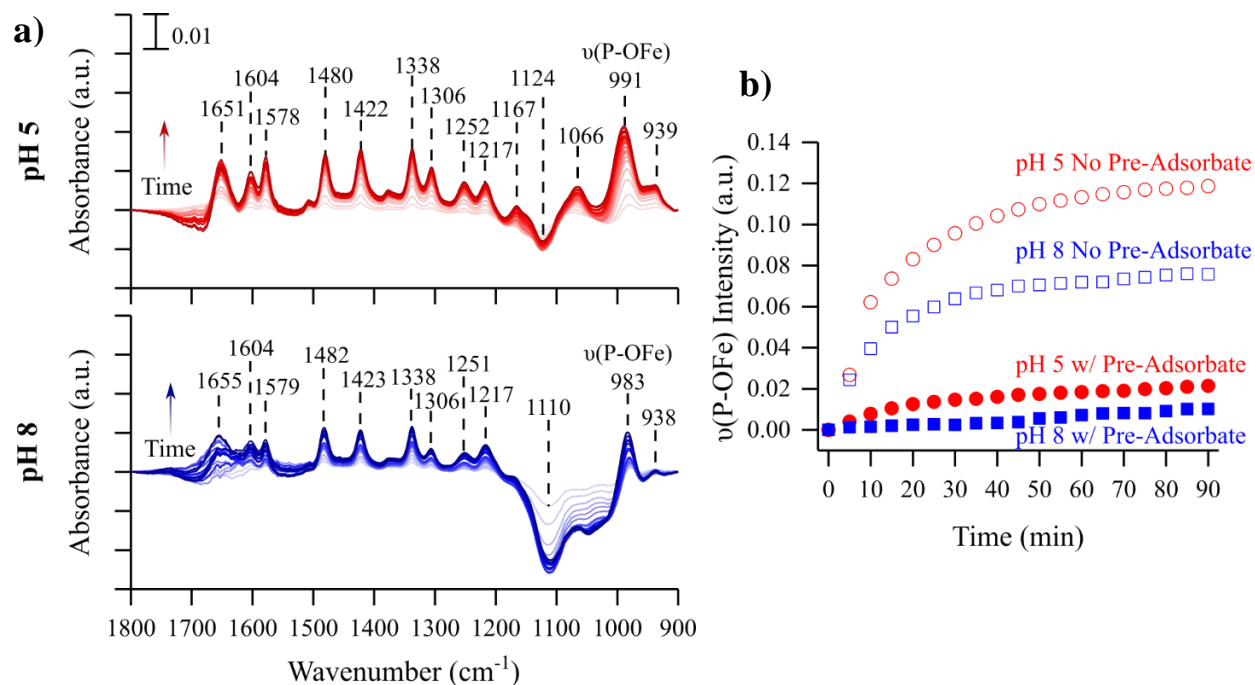 a)
0.01
pH 5
Absorbance (a.u.)
Time
1651
1604
1578
1480
1422
1338
1306
1252
1217
1167
1124
1066
υ(P-OFe)
991
939
pH 8
Absorbance (a.u.)
Time
1655
1604
1579
1482
1423
1338
1306
1251
1217
1110
υ(P-OFe)
983
938
1800 1700 1600 1500 1400 1300 1200 1100 1000 900
Wavenumber (cm⁻¹)
b)
υ(P-OFe) Intensity (a.u.)
0.14
0.12
0.10
0.08
0.06
0.04
0.02
0.00
pH 5 No Pre-Adsorbate
pH 8 No Pre-Adsorbate
pH 5 w/ Pre-Adsorbate
pH 8 w/ Pre-Adsorbate
0 10 20 30 40 50 60 70 80 90
Time (min)